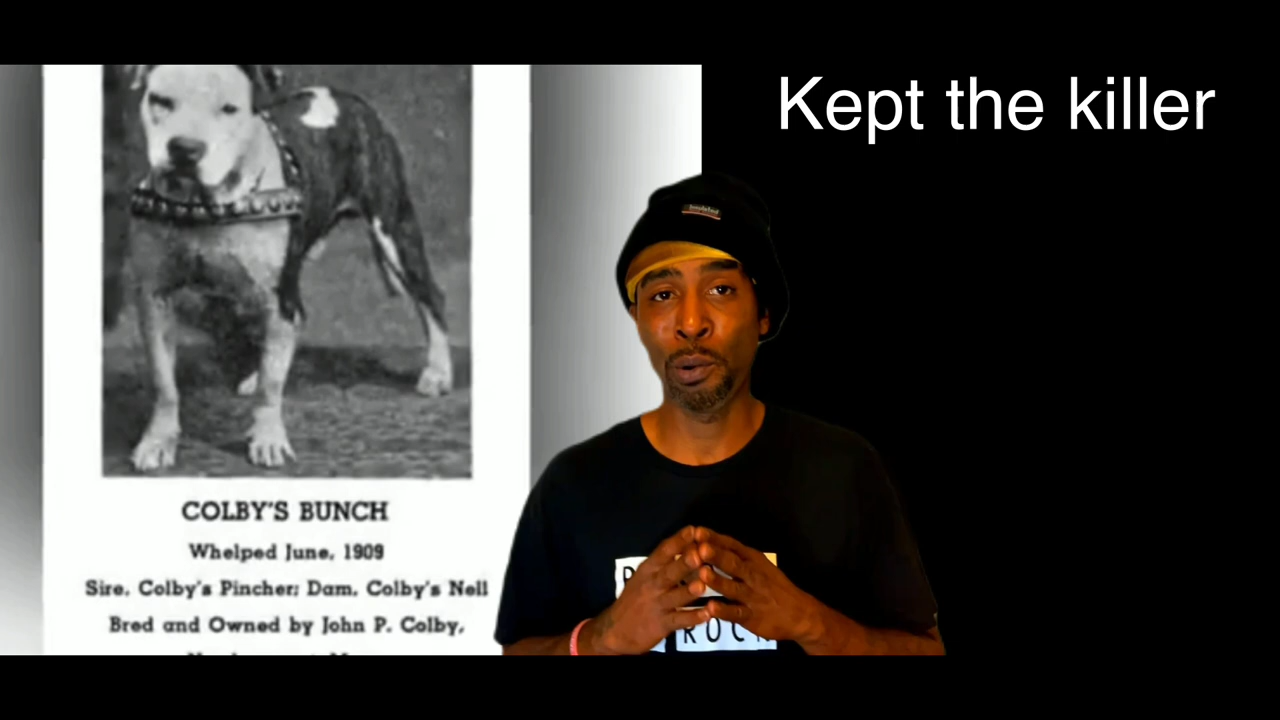 Kept the killer
COLBY'S BUNCH
Whelped June, 1909
Sire, Colby's Pincher; Dam, Colby's Nell
Bred and Owned by John P. Colby,
ROCK